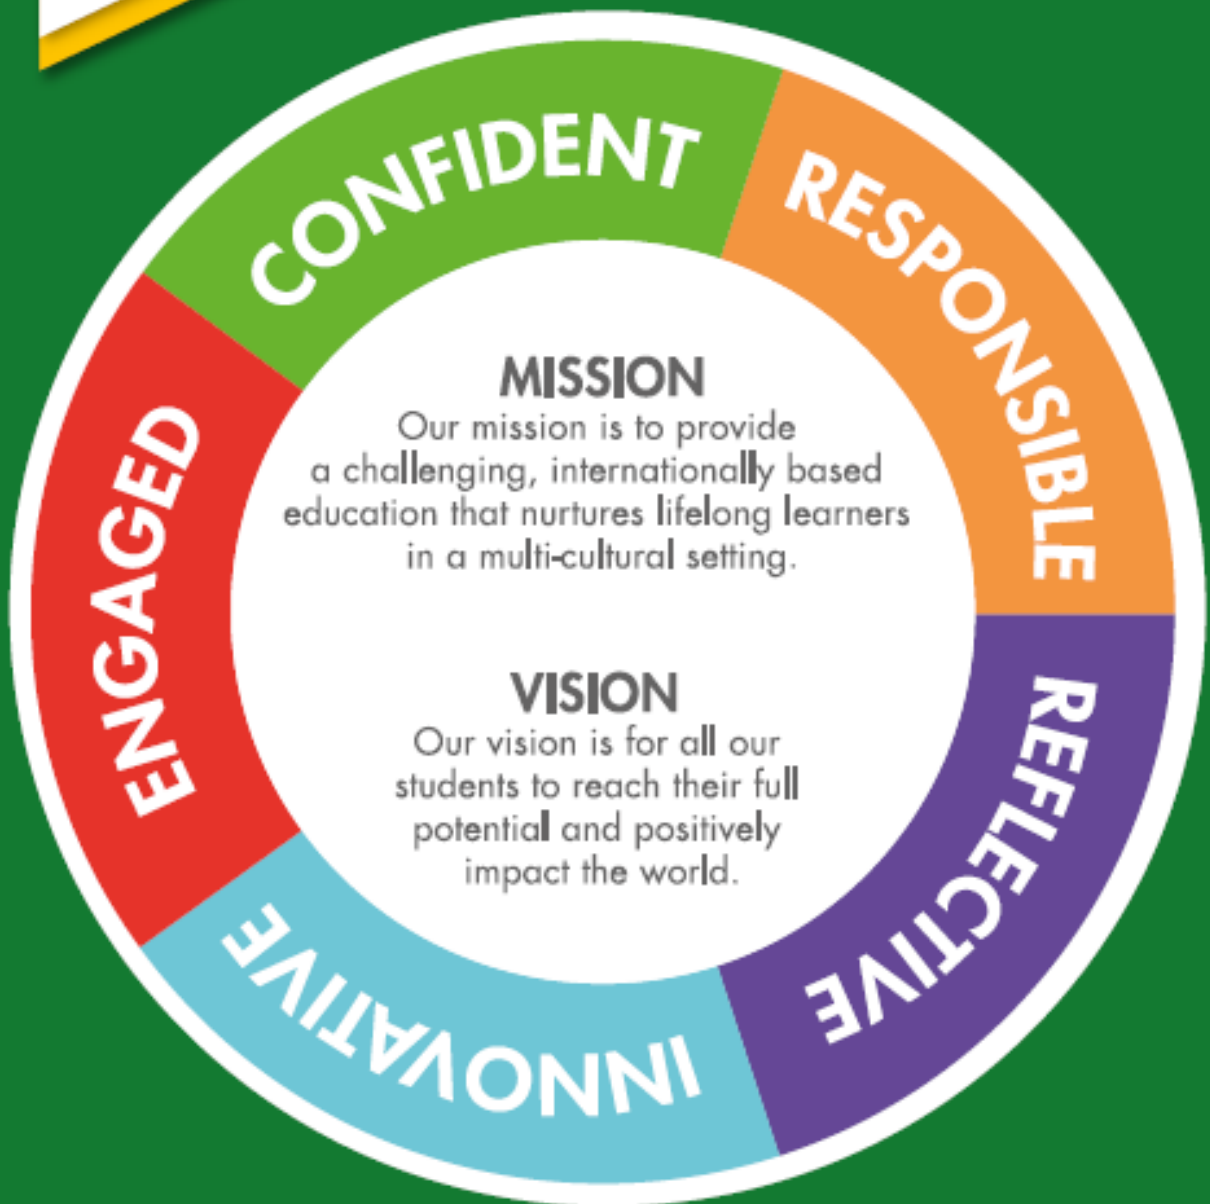 CONFIDENT
RESPONSIBLE
REFLECTIVE
INNOVATIVE
ENGAGED
MISSION
Our mission is to provide
a challenging, internationally based
education that nurtures lifelong learners
in a multi-cultural setting.
VISION
Our vision is for all our
students to reach their full
potential and positively
impact the world.